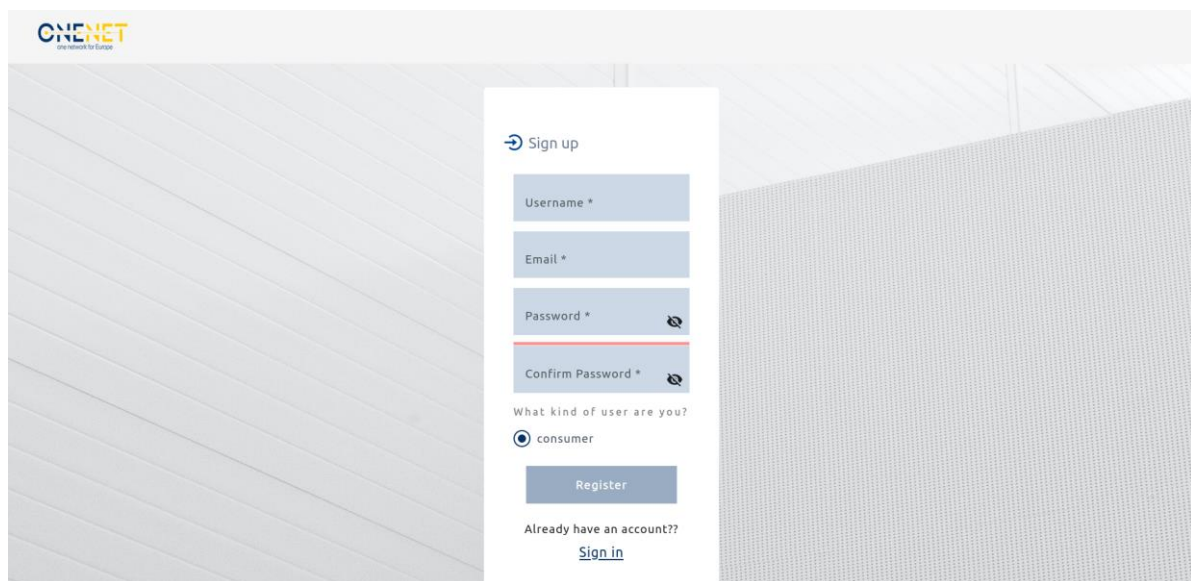 ONENET
one network for Europe
Sign up
Username *
Email *
Password *
Confirm Password *
What kind of user are you?
consumer
Register
Already have an account??
Sign in